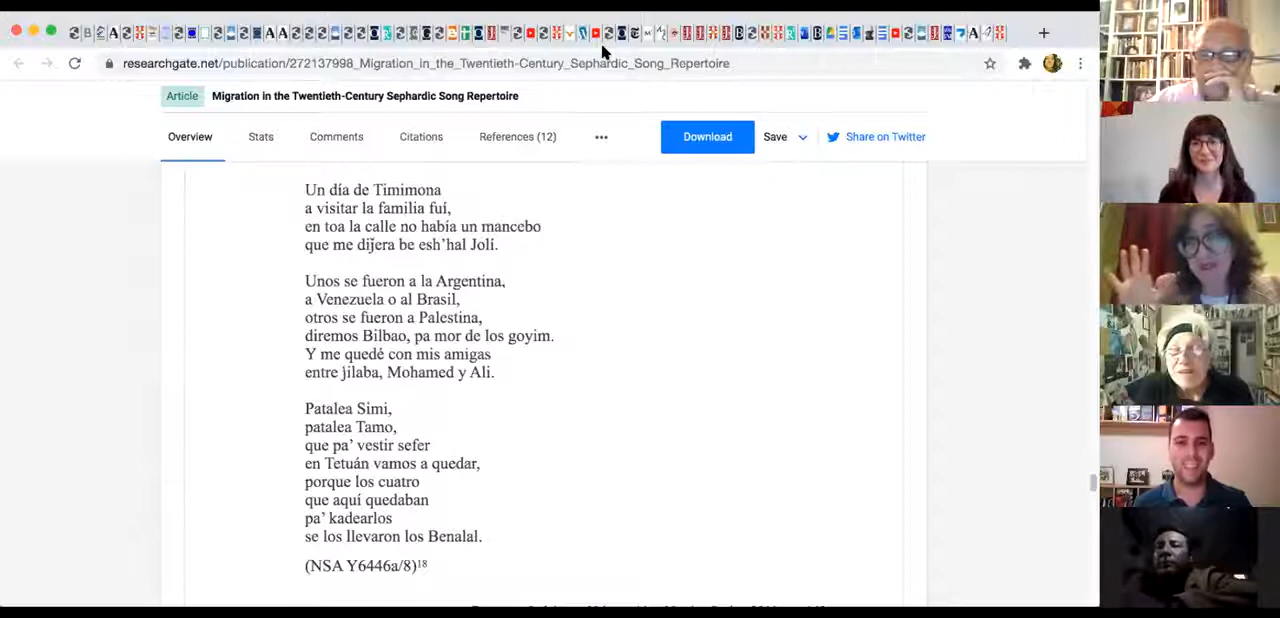 researchgate.net/publication/272137998_Migration_in_the_Twentieth-Century_Sephardic_Song_Repertoire
Article Migration in the Twentieth-Century Sephardic Song Repertoire
Overview Stats Comments Citations References (12) ••• Download Save Share on Twitter
Un día de Timimona
a visitar la familia fuí,
en toa la calle no había un mancebo
que me diǰera be esh'hal Jolí.
Unos se fueron a la Argentina,
a Venezuela o al Brasil,
otros se fueron a Palestina,
diremos Bilbao, pa mor de los goyim.
Y me quedé con mis amigas
entre jilaba, Mohamed y Ali.
Patalea Simi,
patalea Tamo,
que pa' vestir sefer
en Tetuán vamos a quedar,
porque los cuatro
que aquí quedaban
pa' kadearlos
se los llevaron los Benalal.
(NSA Y6446a/8)18